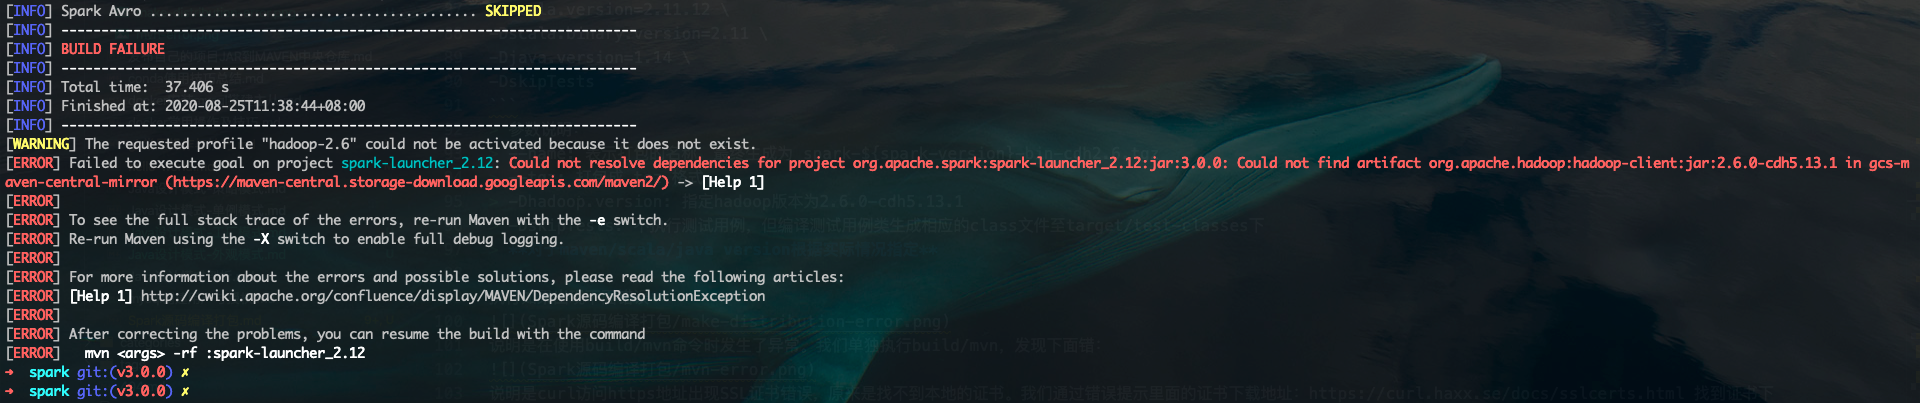 [INFO] Spark Avro ......................................... SKIPPED
[INFO] ------------------------------------------------------------------------
[INFO] BUILD FAILURE
[INFO] ------------------------------------------------------------------------
[INFO] Total time:  37.406 s
[INFO] Finished at: 2020-08-25T11:38:44+08:00
[INFO] ------------------------------------------------------------------------
[WARNING] The requested profile "hadoop-2.6" could not be activated because it does not exist.
[ERROR] Failed to execute goal on project spark-launcher_2.12: Could not resolve dependencies for project org.apache.spark:spark-launcher_2.12:jar:3.0.0: Could not find artifact org.apache.hadoop:hadoop-client:jar:2.6.0-cdh5.13.1 in gcs-m
aven-central-mirror (https://maven-central.storage-download.googleapis.com/maven2/) -> [Help 1]
[ERROR]
[ERROR] To see the full stack trace of the errors, re-run Maven with the -e switch.
[ERROR] Re-run Maven using the -X switch to enable full debug logging.
[ERROR]
[ERROR] For more information about the errors and possible solutions, please read the following articles:
[ERROR] [Help 1] http://cwiki.apache.org/confluence/display/MAVEN/DependencyResolutionException
[ERROR]
[ERROR] After correcting the problems, you can resume the build with the command
[ERROR]   mvn <args> -rf :spark-launcher_2.12
➜  spark git:(v3.0.0) ✗
➜  spark git:(v3.0.0) ✗